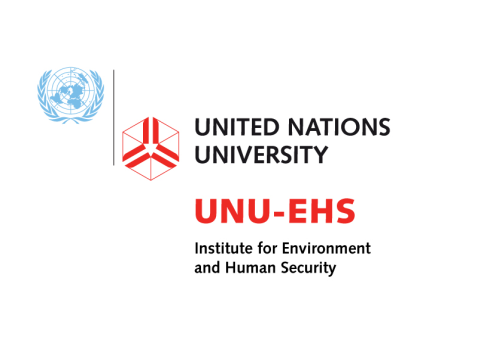 UNITED NATIONS
UNIVERSITY
UNU-EHS
Institute for Environment
and Human Security